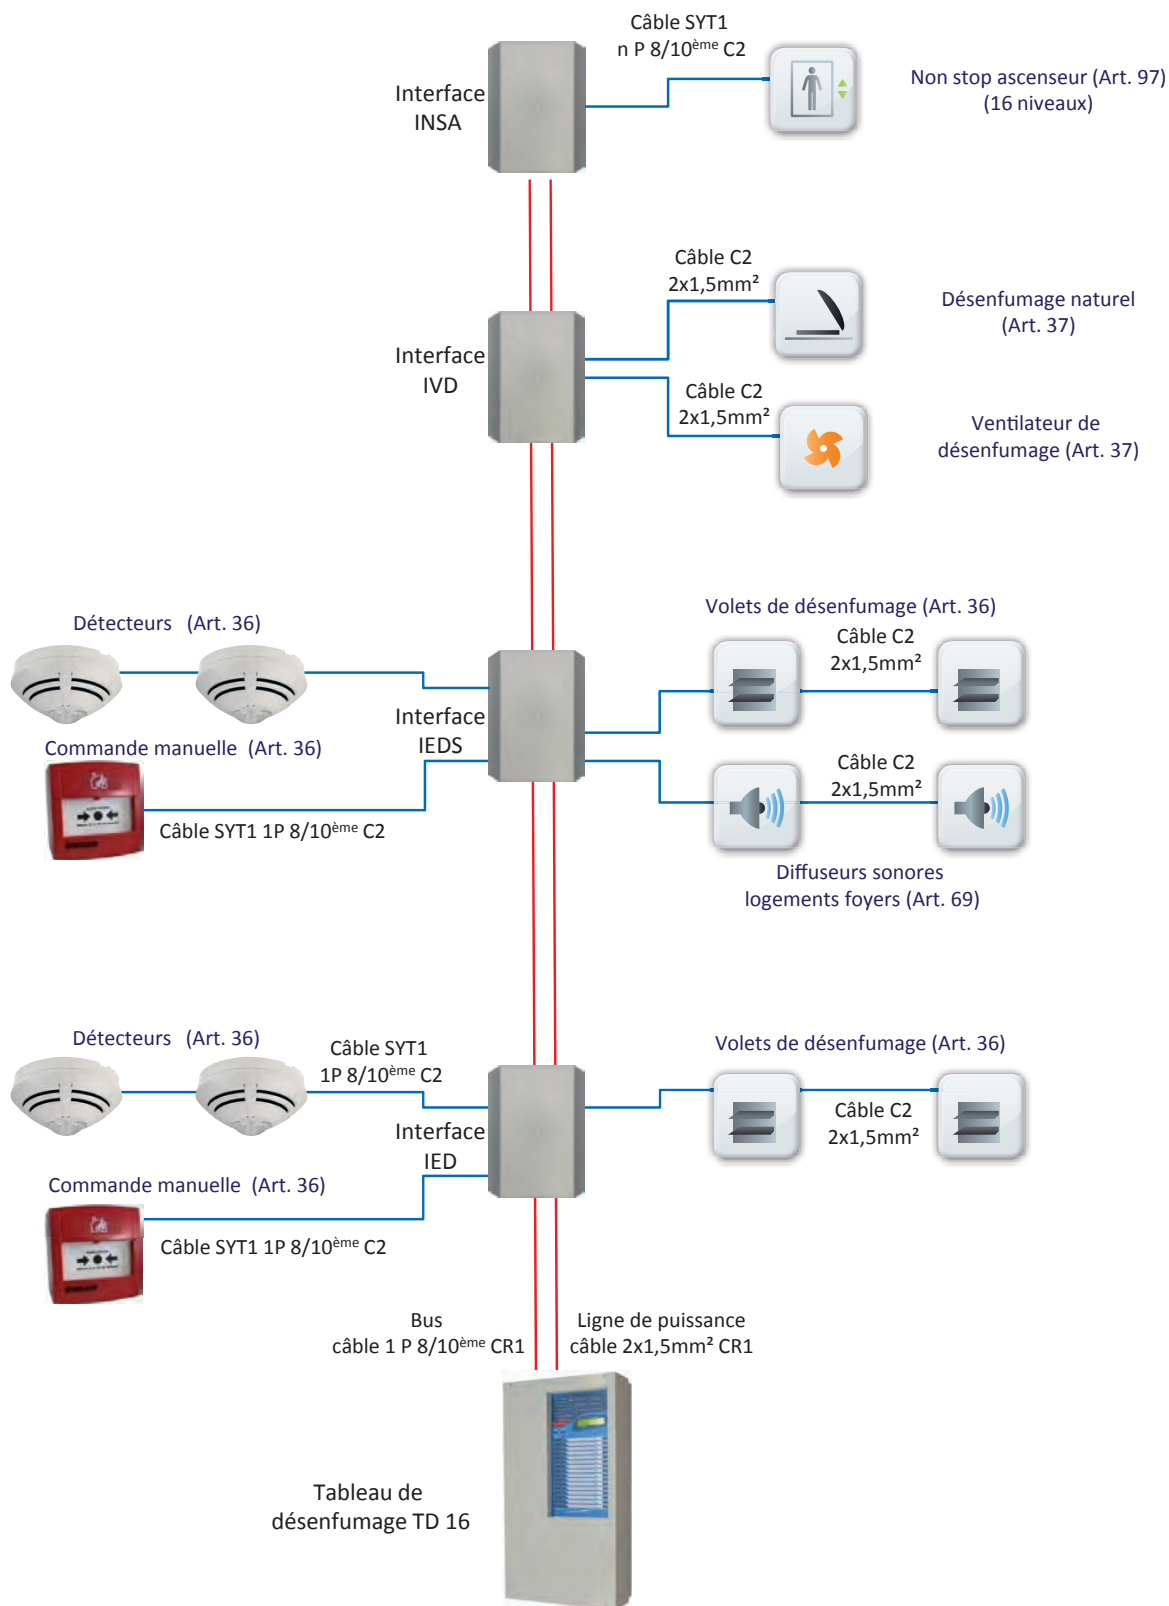 Câble SYT1
n P 8/10ème C2
Interface
INSA
Non stop ascenseur (Art. 97)
(16 niveaux)
Câble C2
2x1,5mm²
Désenfumage naturel
(Art. 37)
Interface
IVD
Câble C2
2x1,5mm²
Ventilateur de
désenfumage (Art. 37)
Détecteurs (Art. 36)
Volets de désenfumage (Art. 36)
Câble C2
2x1,5mm²
Interface
IEDS
Commande manuelle (Art. 36)
Câble SYT1 1P 8/10ème C2
Câble C2
2x1,5mm²
Diffuseurs sonores
logements foyers (Art. 69)
Détecteurs (Art. 36)
Câble SYT1
1P 8/10ème C2
Volets de désenfumage (Art. 36)
Câble C2
2x1,5mm²
Interface
IED
Commande manuelle (Art. 36)
Câble SYT1 1P 8/10ème C2
Bus
câble 1 P 8/10ème CR1
Ligne de puissance
câble 2x1,5mm² CR1
Tableau de
désenfumage TD 16